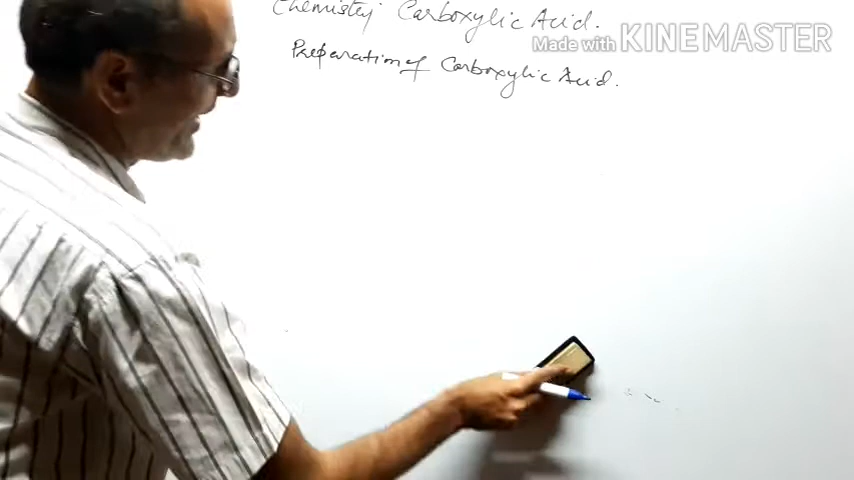 Chemistry: Carboxylic Acid.
Made with KINEMASTER
Preparation of Carboxylic Acid.